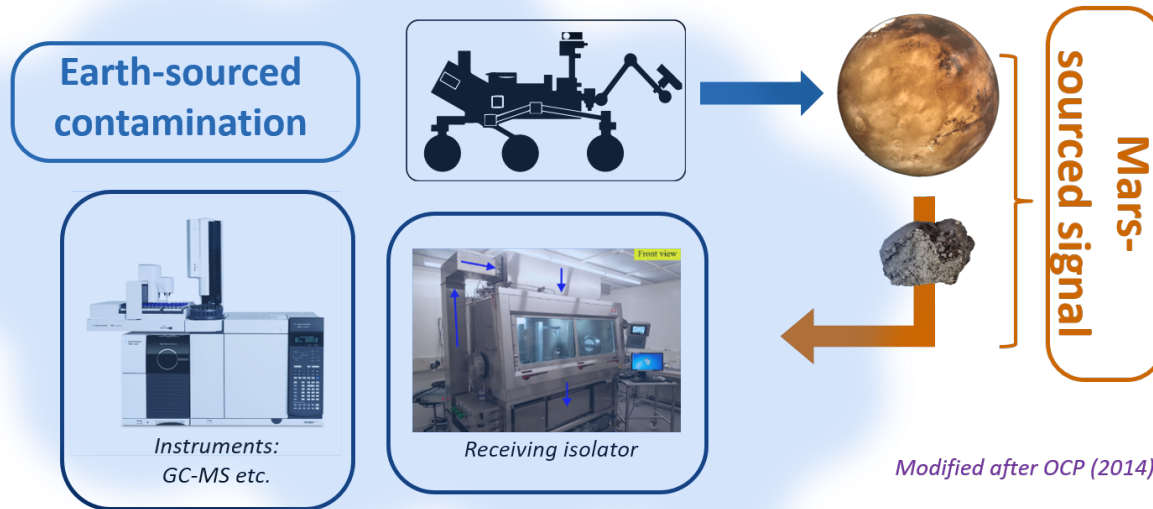 Earth-sourced
contamination
Mars-
sourced signal
Front view
Instruments:
GC-MS etc.
Receiving isolator
Modified after OCP (2014)